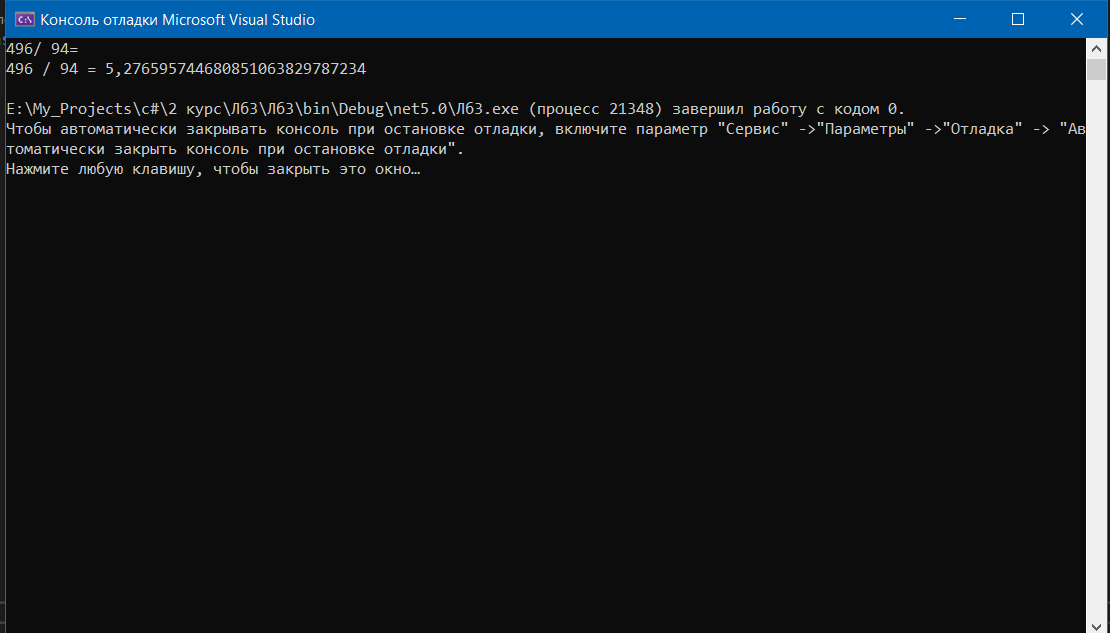 Консоль отладки Microsoft Visual Studio
496/ 94=
496 / 94 = 5,276595744680851063829787234
E:\My_Projects\c#\2 курс\Лб3\Лб3\bin\Debug\net5.0\Лб3.exe (процесс 21348) завершил работу с кодом 0.
Чтобы автоматически закрывать консоль при остановке отладки, включите параметр "Сервис" ->"Параметры" ->"Отладка" -> "Ав
томатически закрыть консоль при остановке отладки".
Нажмите любую клавишу, чтобы закрыть это окно…